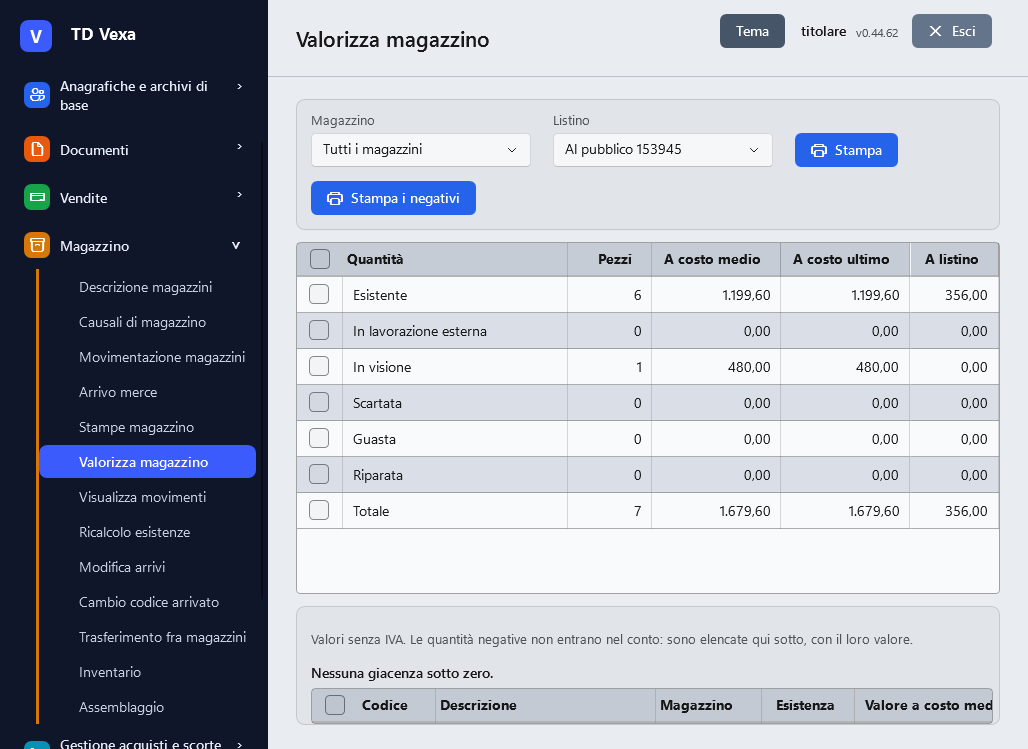 V TD Vexa
Anagrafiche e archivi di
base
Documenti
Vendite
Magazzino
Descrizione magazzini
Causali di magazzino
Movimentazione magazzini
Arrivo merce
Stampe magazzino
Valorizza magazzino
Visualizza movimenti
Ricalcolo esistenze
Modifica arrivi
Cambio codice arrivato
Trasferimento fra magazzini
Inventario
Assemblaggio
Gestione acquisti e scorte
Valorizza magazzino
Tema titolare v0.44.62 Esci
Magazzino Listino
Tutti i magazzini Al pubblico 153945 Stampa
Stampa i negativi
Quantità Pezzi A costo medio A costo ultimo A listino
Esistente 6 1.199,60 1.199,60 356,00
In lavorazione esterna 0 0,00 0,00 0,00
In visione 1 480,00 480,00 0,00
Scartata 0 0,00 0,00 0,00
Guasta 0 0,00 0,00 0,00
Riparata 0 0,00 0,00 0,00
Totale 7 1.679,60 1.679,60 356,00
Valori senza IVA. Le quantità negative non entrano nel conto: sono elencate qui sotto, con il loro valore.
Nessuna giacenza sotto zero.
Codice Descrizione Magazzino Esistenza Valore a costo med